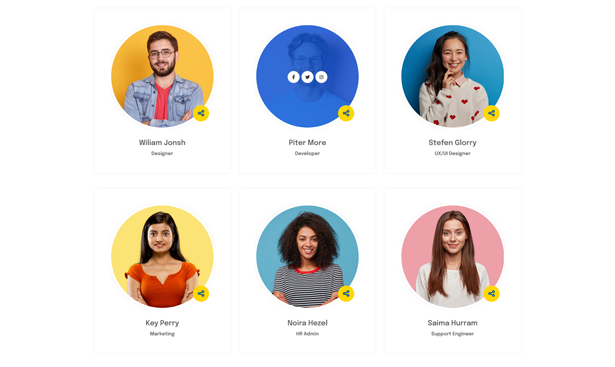 Wiliam Jonsh
Designer
Piter More
Developer
Stefen Glorry
UX/UI Designer
Key Perry
Marketing
Noira Hezel
HR Admin
Saima Hurram
Support Engineer